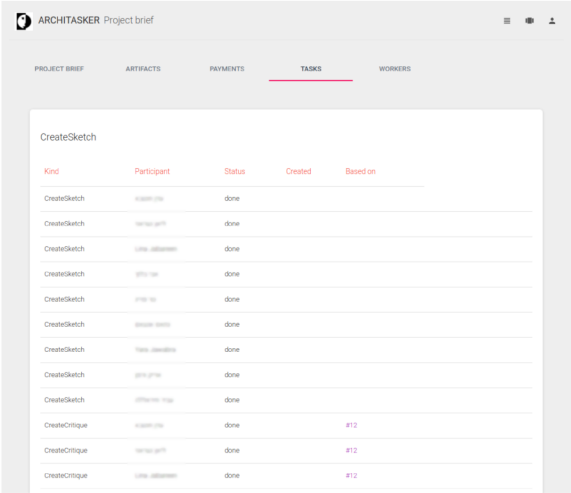 ARCHITASKER Project brief
PROJECT BRIEF ARTIFACTS PAYMENTS TASKS WORKERS
CreateSketch
Kind Participant Status Created Based on
CreateSketch done
CreateSketch done
CreateSketch done
CreateSketch done
CreateSketch done
CreateSketch done
CreateSketch done
CreateSketch done
CreateSketch done
CreateCritique done #12
CreateCritique done #12
CreateCritique done #12